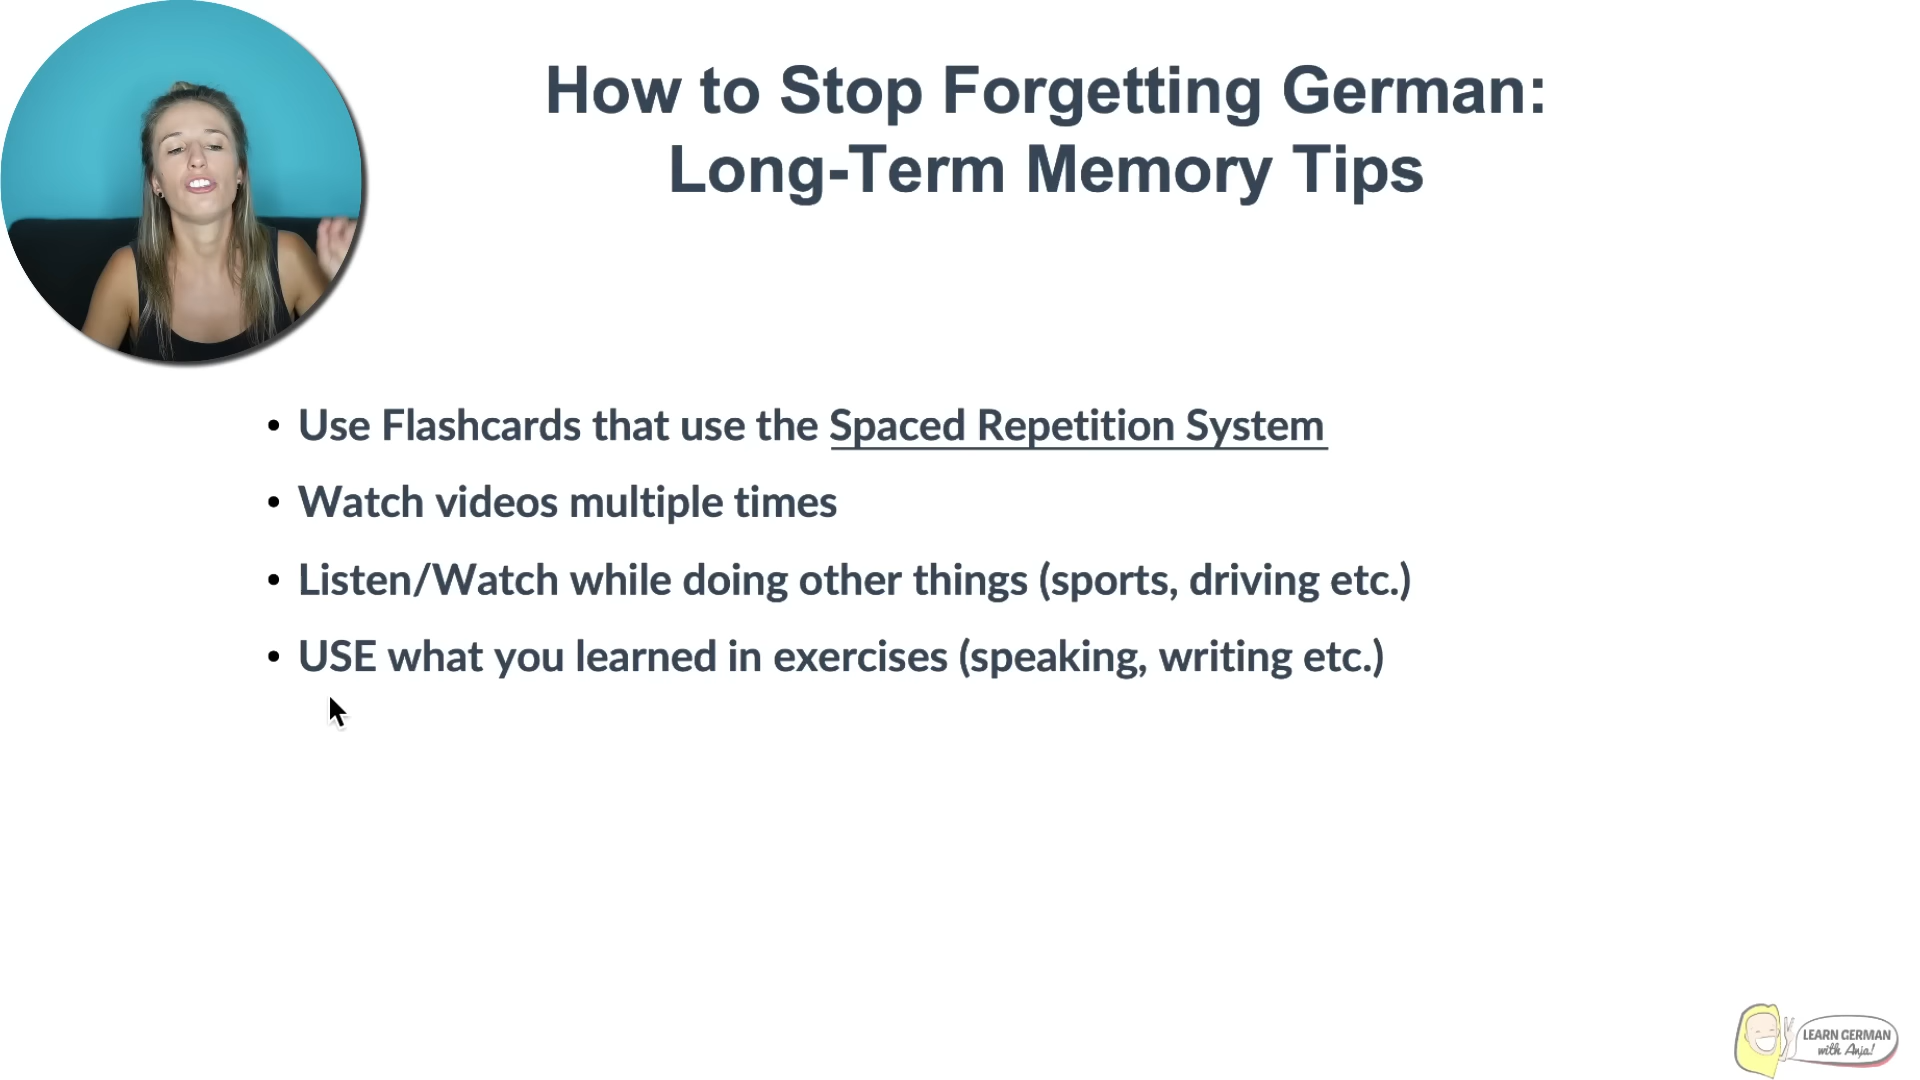 How to Stop Forgetting German:
Long-Term Memory Tips
• Use Flashcards that use the Spaced Repetition System
• Watch videos multiple times
• Listen/Watch while doing other things (sports, driving etc.)
• USE what you learned in exercises (speaking, writing etc.)
LEARN GERMAN
with Anja!